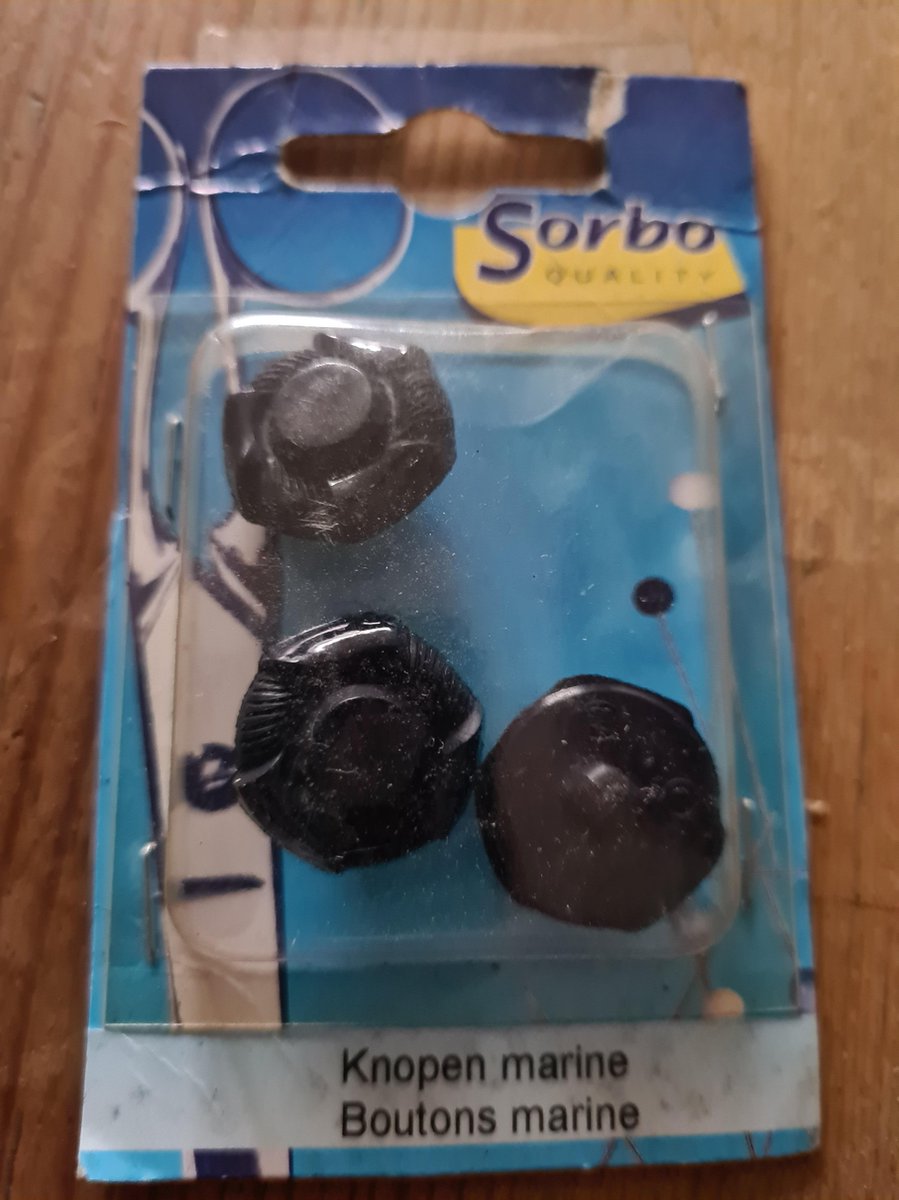 Sorbo
QUALITY
Knopen marine
Boutons marine